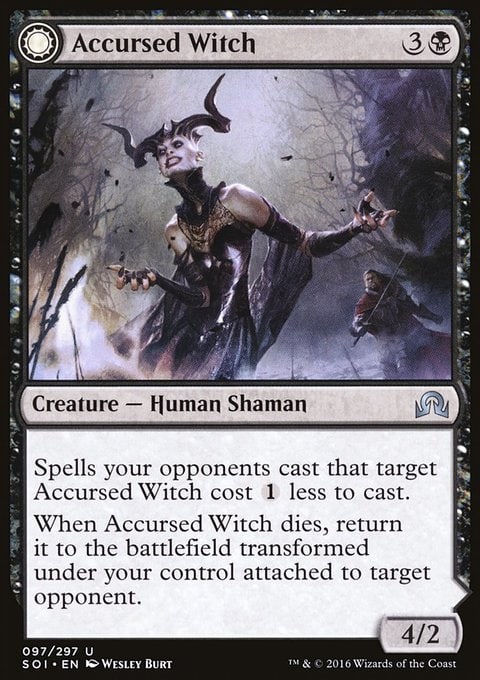 Accursed Witch 3
Creature — Human Shaman
Spells your opponents cast that target
Accursed Witch cost 1 less to cast.
When Accursed Witch dies, return
it to the battlefield transformed
under your control attached to target
opponent.
4/2
097/297 U
SOI • EN Wesley Burt
™ & © 2016 Wizards of the Coast